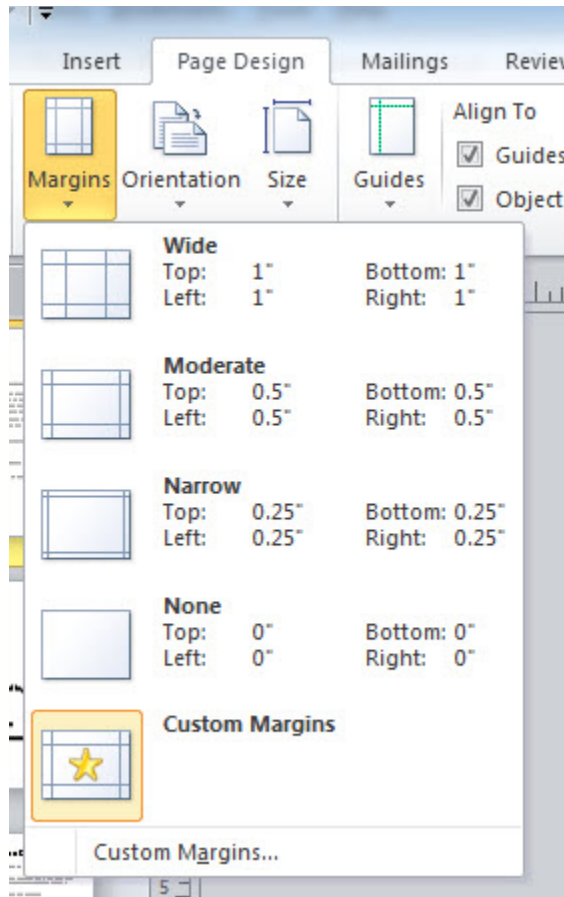 Insert Page Design Mailings Review
Align To
Margins Orientation Size Guides
Guides
Object
Wide
Top: 1" Bottom: 1"
Left: 1" Right: 1"
Moderate
Top: 0.5" Bottom: 0.5"
Left: 0.5" Right: 0.5"
Narrow
Top: 0.25" Bottom: 0.25"
Left: 0.25" Right: 0.25"
None
Top: 0" Bottom: 0"
Left: 0" Right: 0"
Custom Margins
Custom Margins...
5